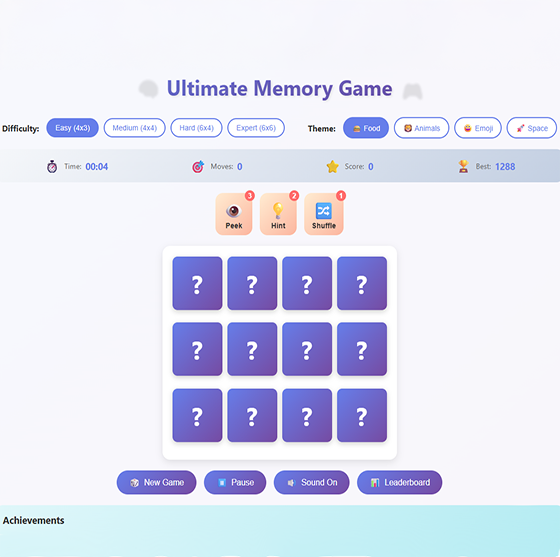 Ultimate Memory Game
Difficulty: Easy (4x3) Medium (4x4) Hard (6x4) Expert (6x6) Theme: Food Animals Emoji Space
Time: 00:04 Moves: 0 Score: 0 Best: 1288
3 2 1
Peek Hint Shuffle
? ? ? ?
? ? ? ?
? ? ? ?
New Game Pause Sound On Leaderboard
Achievements